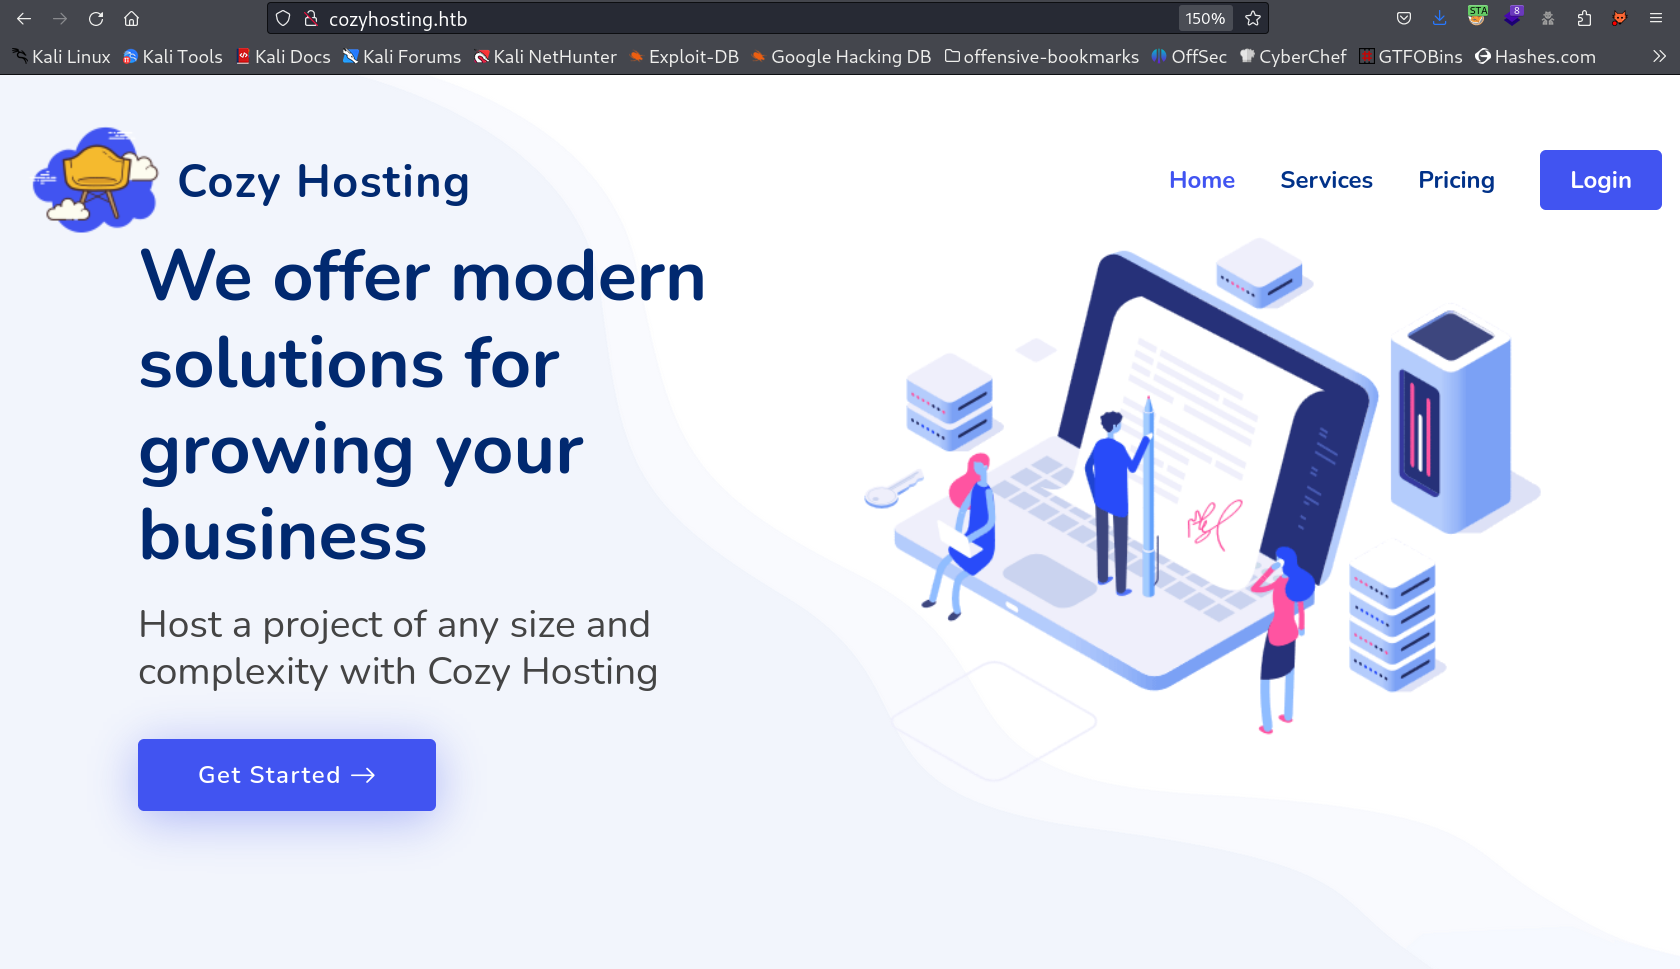 cozyhosting.htb
150%
STA
8
Kali Linux Kali Tools Kali Docs Kali Forums Kali NetHunter Exploit-DB Google Hacking DB offensive-bookmarks OffSec CyberChef GTFOBins Hashes.com
Cozy Hosting
Home Services Pricing Login
We offer modern
solutions for
growing your
business
Host a project of any size and
complexity with Cozy Hosting
Get Started →